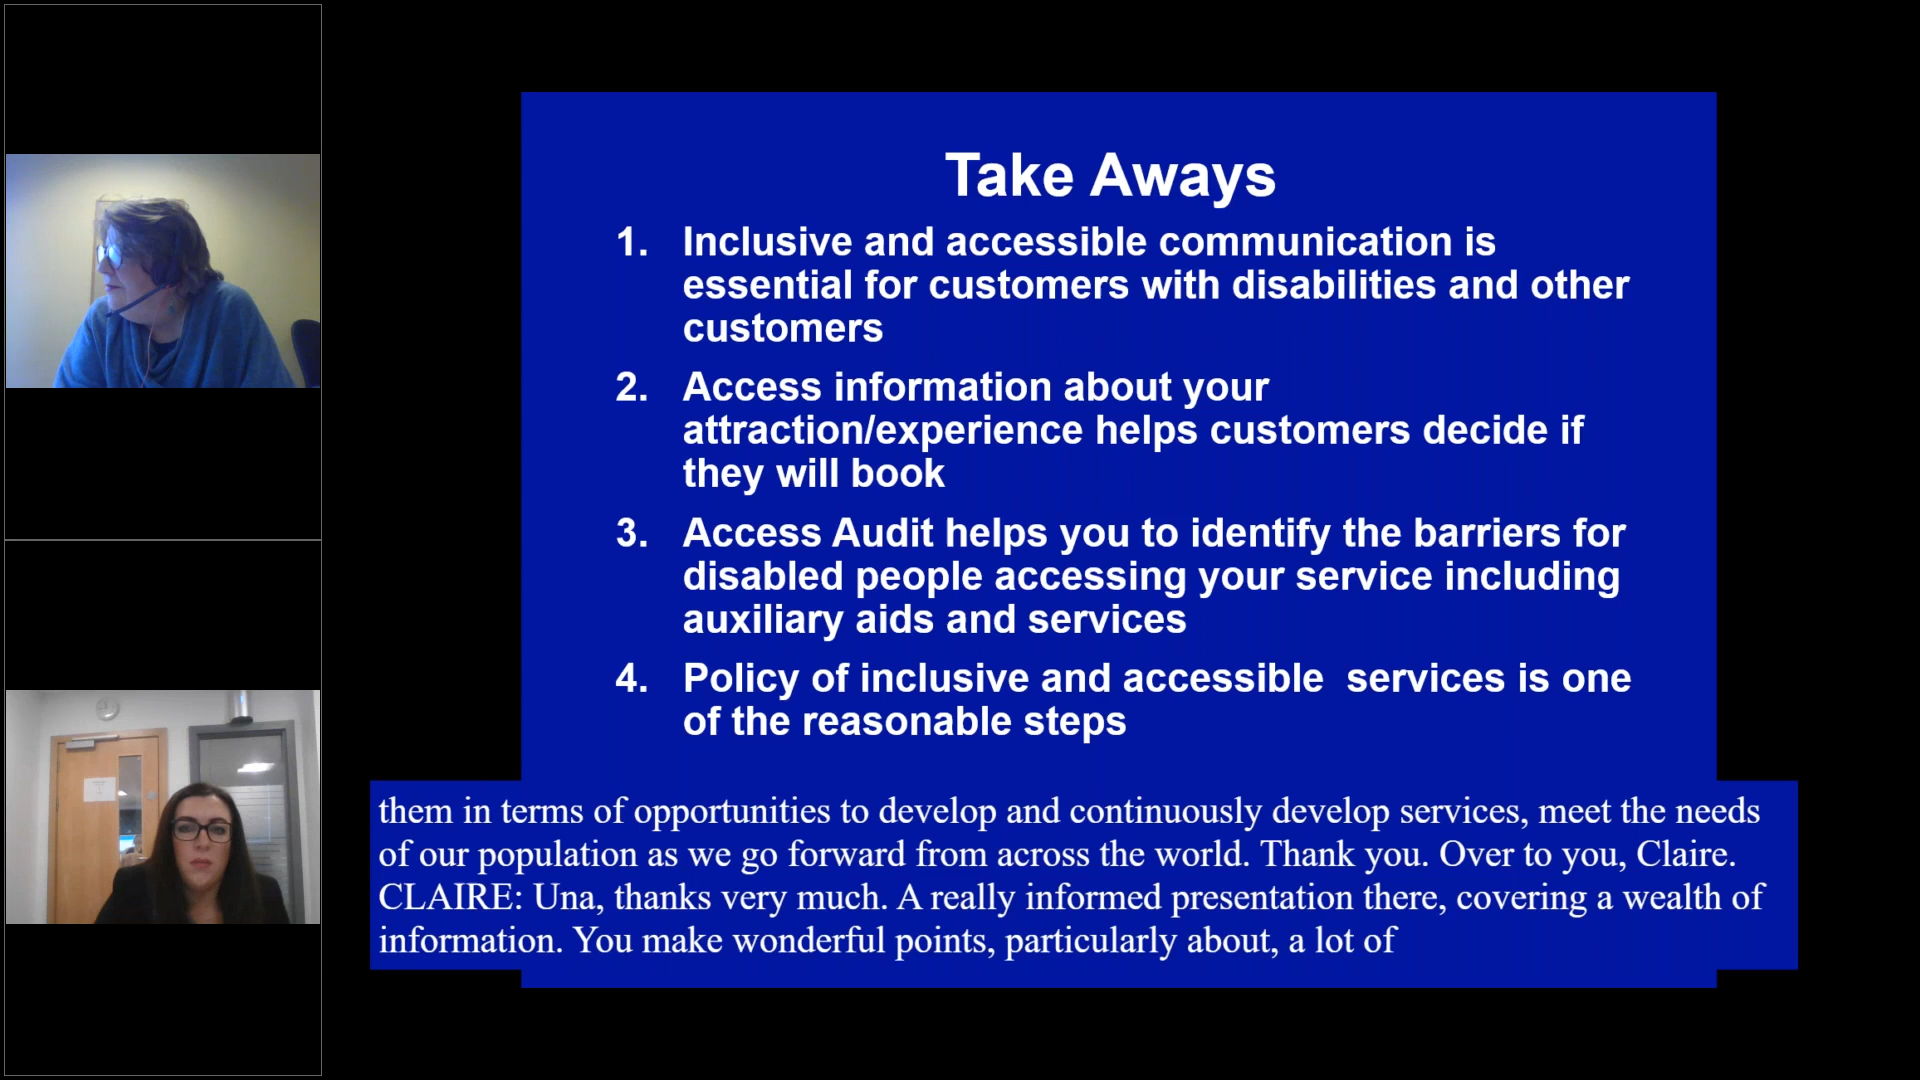 Take Aways
1. Inclusive and accessible communication is
essential for customers with disabilities and other
customers
2. Access information about your
attraction/experience helps customers decide if
they will book
3. Access Audit helps you to identify the barriers for
disabled people accessing your service including
auxiliary aids and services
4. Policy of inclusive and accessible  services is one
of the reasonable steps
them in terms of opportunities to develop and continuously develop services, meet the needs
of our population as we go forward from across the world. Thank you. Over to you, Claire.
CLAIRE: Una, thanks very much. A really informed presentation there, covering a wealth of
information. You make wonderful points, particularly about, a lot of